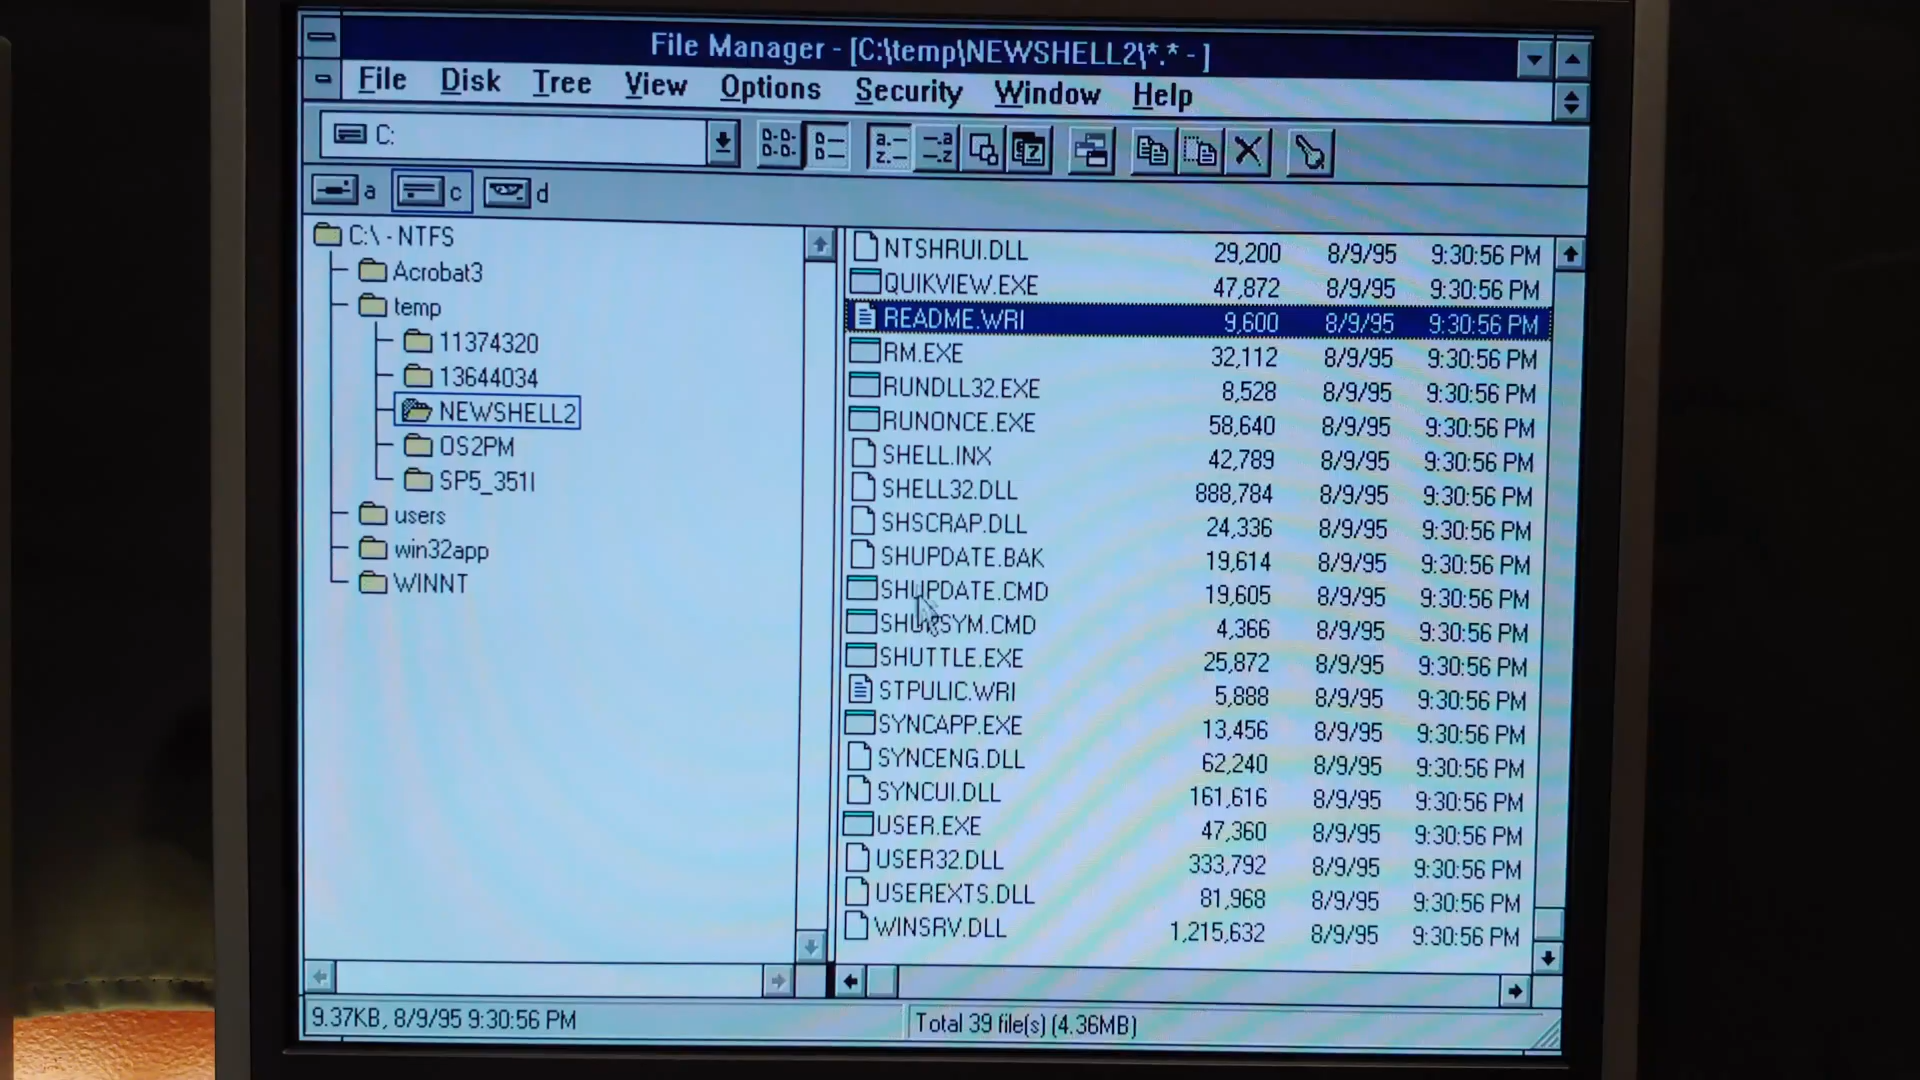 File Manager - [C:\temp\NEWSHELL2\*.* - ]
File Disk Tree View Options Security Window Help
C:
a c d
C:\ - NTFS
Acrobat3
temp
11374320
13644034
NEWSHELL2
OS2PM
SP5_351I
users
win32app
WINNT
NTSHRUI.DLL 29,200 8/9/95 9:30:56 PM
QUIKVIEW.EXE 47,872 8/9/95 9:30:56 PM
README.WRI 9,600 8/9/95 9:30:56 PM
RM.EXE 32,112 8/9/95 9:30:56 PM
RUNDLL32.EXE 8,528 8/9/95 9:30:56 PM
RUNONCE.EXE 58,640 8/9/95 9:30:56 PM
SHELL.INX 42,789 8/9/95 9:30:56 PM
SHELL32.DLL 888,784 8/9/95 9:30:56 PM
SHSCRAP.DLL 24,336 8/9/95 9:30:56 PM
SHUPDATE.BAK 19,614 8/9/95 9:30:56 PM
SHUPDATE.CMD 19,605 8/9/95 9:30:56 PM
4,366 8/9/95 9:30:56 PM
SHUTTLE.EXE 25,872 8/9/95 9:30:56 PM
STPULIC.WRI 5,888 8/9/95 9:30:56 PM
SYNCAPP.EXE 13,456 8/9/95 9:30:56 PM
SYNCENG.DLL 62,240 8/9/95 9:30:56 PM
SYNCUI.DLL 161,616 8/9/95 9:30:56 PM
USER.EXE 47,360 8/9/95 9:30:56 PM
USER32.DLL 333,792 8/9/95 9:30:56 PM
USEREXTS.DLL 81,968 8/9/95 9:30:56 PM
WINSRV.DLL 1,215,632 8/9/95 9:30:56 PM
9.37KB, 8/9/95 9:30:56 PM
Total 39 file(s) (4.36MB)